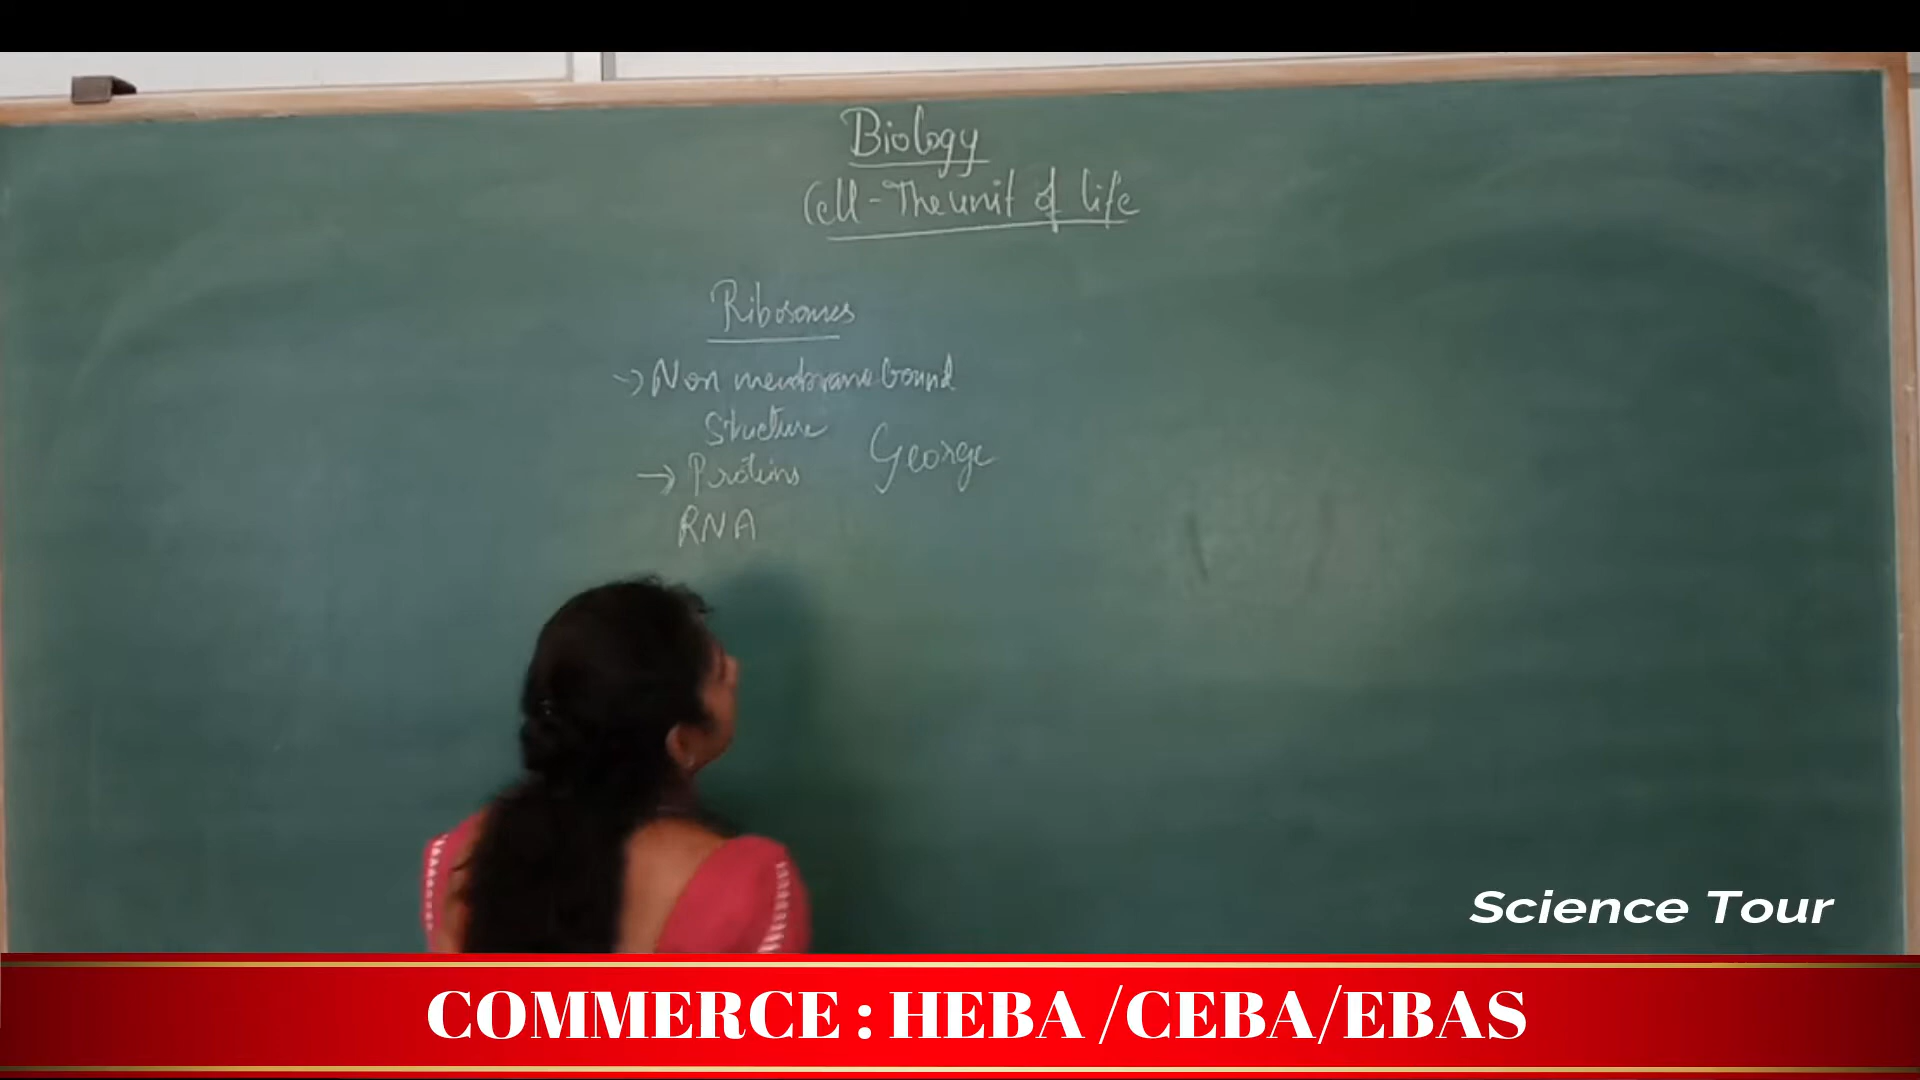 Biology
Cell - The unit of life
Ribosomes
→ Non membrane bound
Structure
George
→ Proteins
RNA
Science Tour
COMMERCE : HEBA /CEBA/EBAS